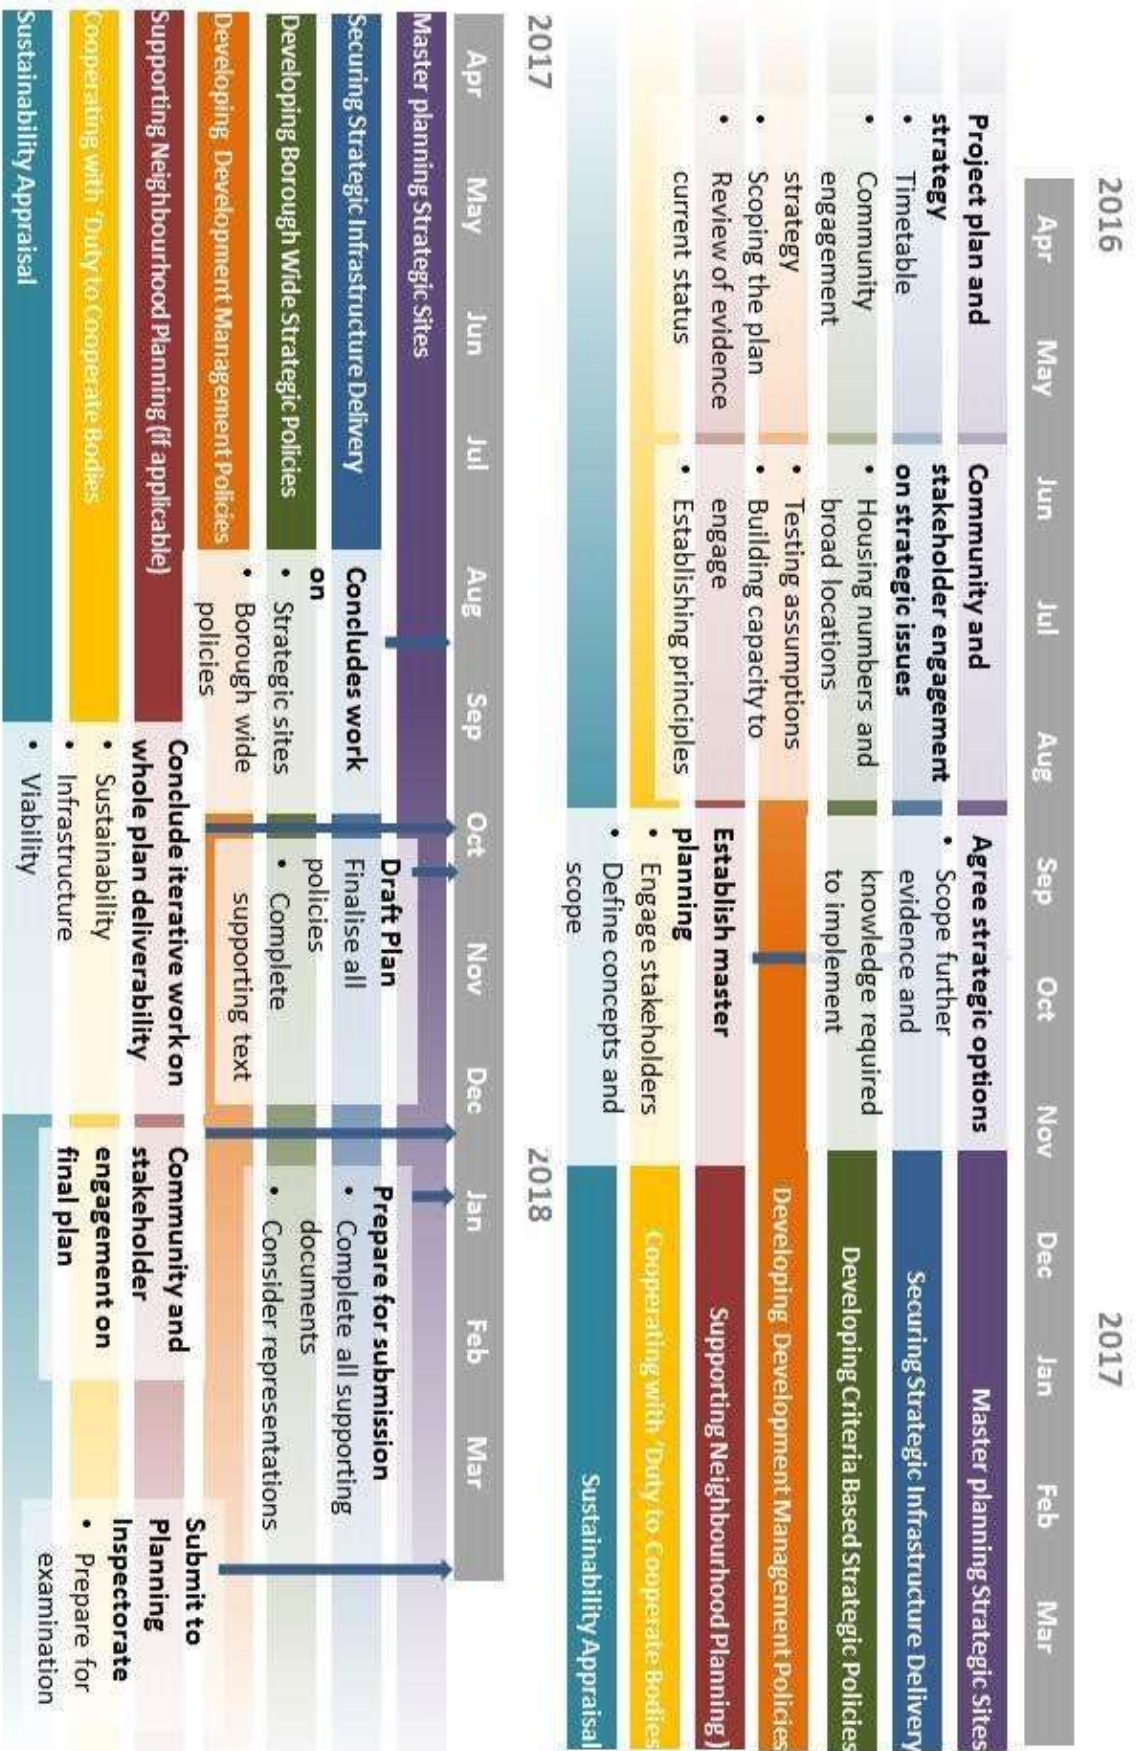 2016
2017
Apr May Jun Jul Aug Sep Oct Nov Dec Jan Feb Mar
Project plan and
strategy
• Timetable
• Community
engagement
strategy
• Scoping the plan
• Review of evidence
current status
Community and
stakeholder engagement
on strategic issues
• Housing numbers and
broad locations
• Testing assumptions
• Building capacity to
engage
• Establishing principles
Agree strategic options
• Scope further
evidence and
knowledge required
to implement
Establish master
planning
• Engage stakeholders
• Define concepts and
scope
Master planning Strategic Sites
Securing Strategic Infrastructure Delivery
Developing Criteria Based Strategic Policies
Developing Development Management Policies
Supporting Neighbourhood Planning )
Cooperating with 'Duty to Cooperate Bodies
Sustainability Appraisal
2017
2018
Apr May Jun Jul Aug Sep Oct Nov Dec Jan Feb Mar
Master planning Strategic Sites
Securing Strategic Infrastructure Delivery
Developing Borough Wide Strategic Policies
Developing Development Management Policies
Supporting Neighbourhood Planning (if applicable)
Cooperating with 'Duty to Cooperate Bodies
Sustainability Appraisal
Concludes work
on
• Strategic sites
• Borough wide
policies
Conclude iterative work on
whole plan deliverability
• Sustainability
• Infrastructure
• Viability
Draft Plan
Finalise all
policies
• Complete
supporting text
Prepare for submission
• Complete all supporting
documents
• Consider representations
Community and
stakeholder
engagement on
final plan
Submit to
Planning
Inspectorate
• Prepare for
examination